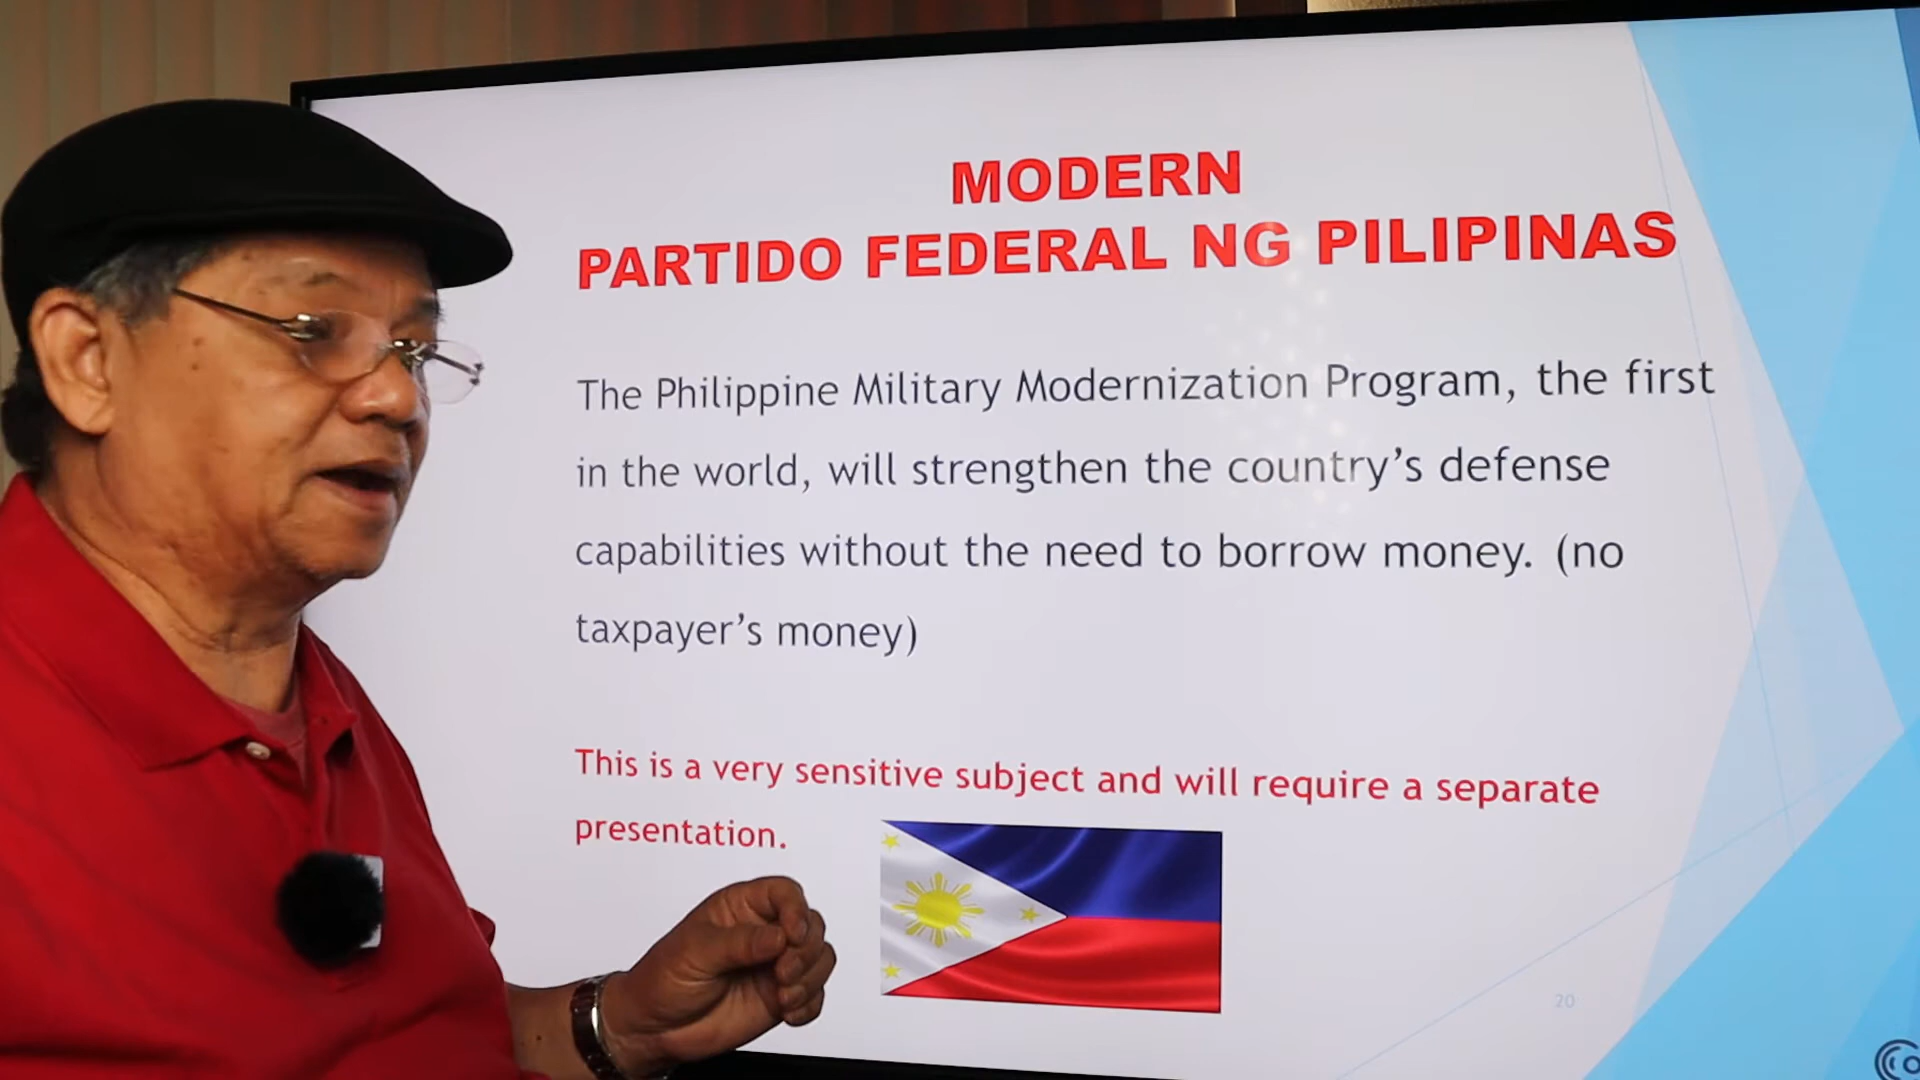 MODERN
PARTIDO FEDERAL NG PILIPINAS
The Philippine Military Modernization Program, the first
in the world, will strengthen the country’s defense
capabilities without the need to borrow money. (no
taxpayer’s money)
This is a very sensitive subject and will require a separate
presentation.
20